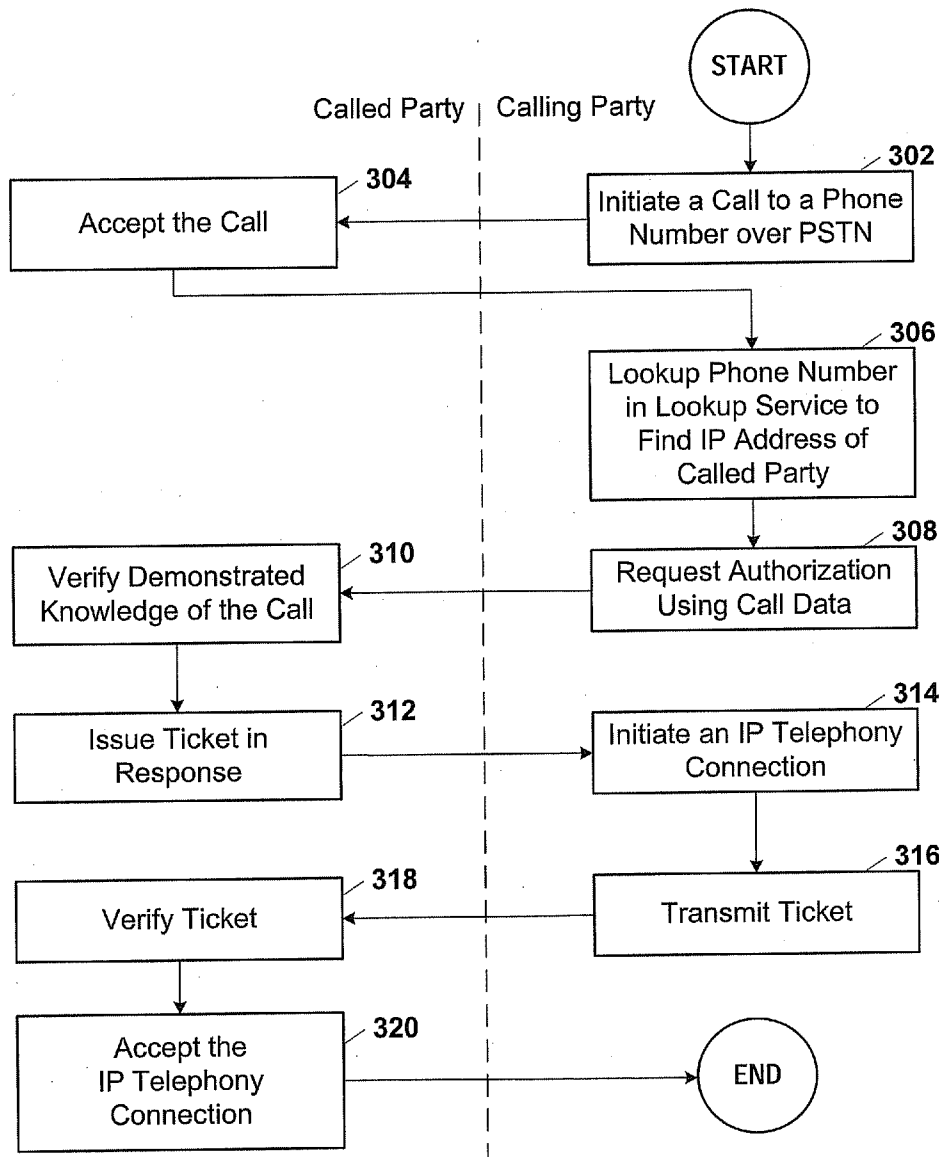 START
Called Party
Calling Party
302
Initiate a Call to a Phone
Number over PSTN
304
Accept the Call
306
Lookup Phone Number
in Lookup Service to
Find IP Address of
Called Party
308
Request Authorization
Using Call Data
310
Verify Demonstrated
Knowledge of the Call
312
Issue Ticket in
Response
314
Initiate an IP Telephony
Connection
316
Transmit Ticket
318
Verify Ticket
320
Accept the
IP Telephony
Connection
END